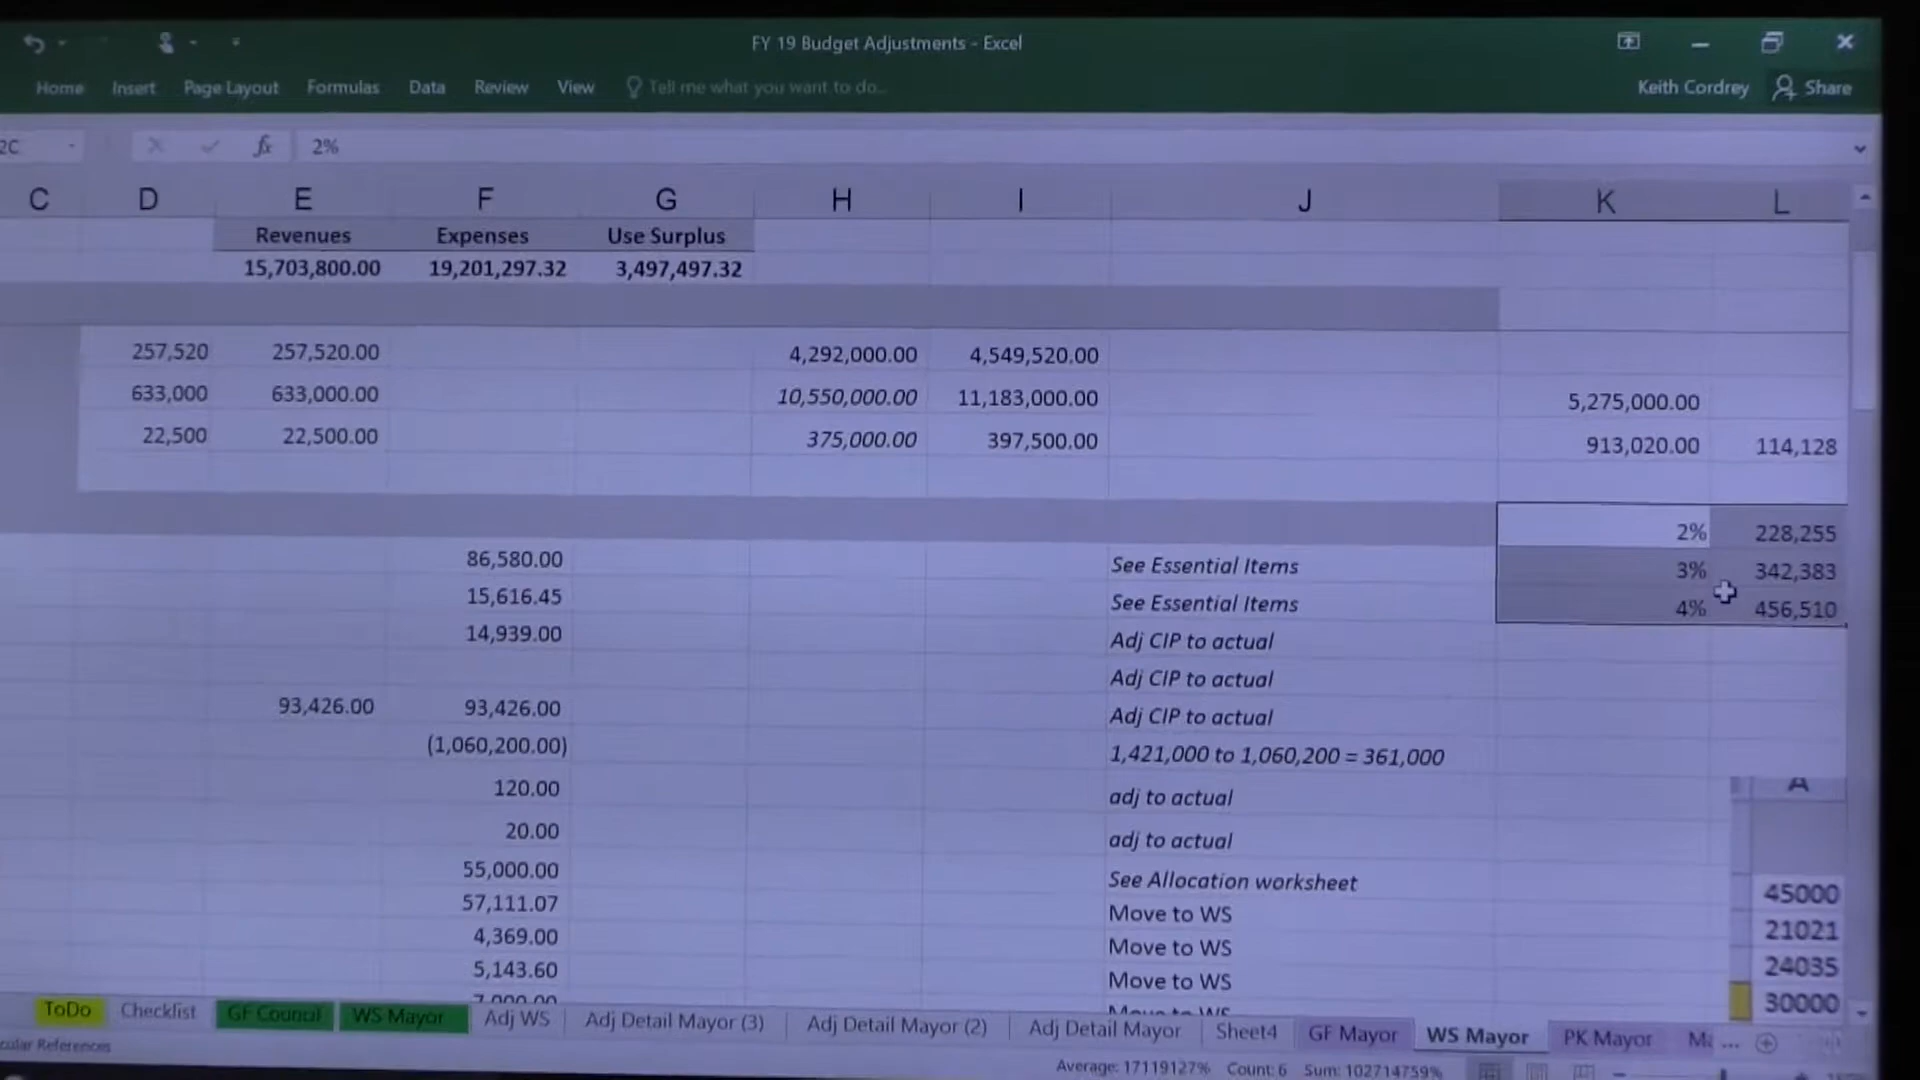 FY 19 Budget Adjustments - Excel
Home Insert Page Layout Formulas Data Review View Tell me what you want to do... Keith Cordrey Share
2C fx 2%
C D E F G H I J K L
Revenues Expenses Use Surplus
15,703,800.00 19,201,297.32 3,497,497.32
257,520 257,520.00 4,292,000.00 4,549,520.00
633,000 633,000.00 10,550,000.00 11,183,000.00 5,275,000.00
22,500 22,500.00 375,000.00 397,500.00 913,020.00 114,128
2% 228,255
86,580.00 See Essential Items 3% 342,383
15,616.45 See Essential Items 4% 456,510
14,939.00 Adj CIP to actual
Adj CIP to actual
93,426.00 93,426.00 Adj CIP to actual
(1,060,200.00) 1,421,000 to 1,060,200 = 361,000
A
120.00 adj to actual
20.00 adj to actual
55,000.00 See Allocation worksheet 45000
57,111.07 Move to WS 21021
4,369.00 Move to WS 24035
5,143.60 Move to WS 30000
7,000.00 Move to WS
ToDo Checklist GF Council WS Mayor Adj WS Adj Detail Mayor (3) Adj Detail Mayor (2) Adj Detail Mayor Sheet4 GF Mayor WS Mayor PK Mayor ...
cular References Average: 17119127% Count: 6 Sum: 102714759%